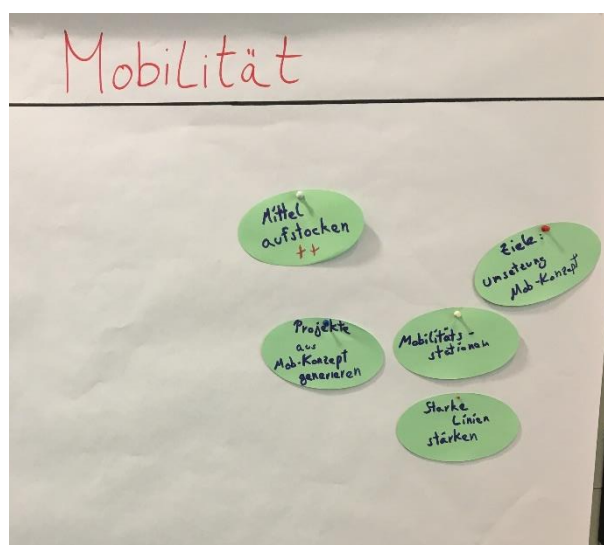 Mobilität
Mittel
aufstocken
++
Ziele:
Umsetzung
Mob-Konzept
Projekte
aus
Mob-Konzept
generieren
Mobilitäts-
stationen
Starke
Linien
stärken